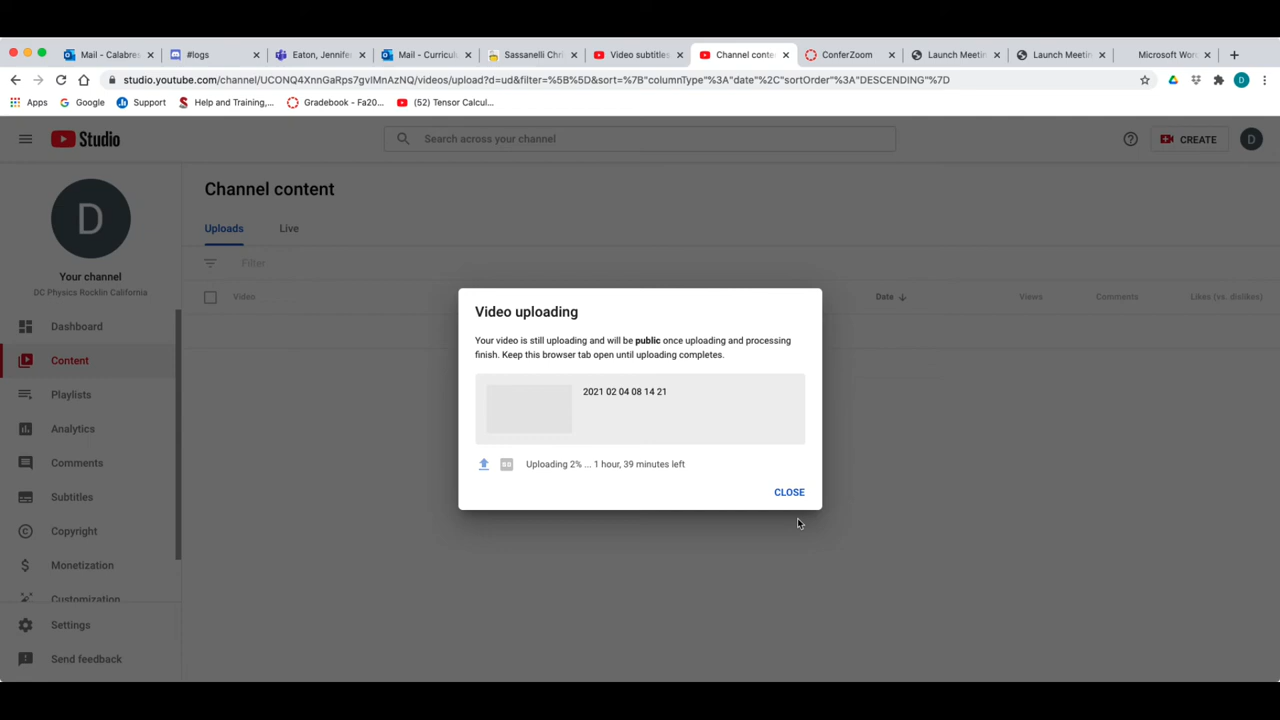 Mail - Calabres
#logs
Eaton, Jennife
Mail - Curricul
Sassanelli Chri
Video subtitles
Channel conte
ConferZoom
Launch Meetin
Launch Meetin
Microsoft Wor
studio.youtube.com/channel/UCONQ4XnnGaRps7gvIMnAzNQ/videos/upload?d=ud&filter=%5B%5D&sort=%7B"columnType"%3A"date"%2C"sortOrder"%3A"DESCENDING"%7D
D
Apps
Google
Support
Help and Training,...
Gradebook - Fa20...
(52) Tensor Calcul...
Studio
Search across your channel
CREATE
D
D
Your channel
DC Physics Rocklin California
Dashboard
Content
Playlists
Analytics
Comments
Subtitles
Copyright
Monetization
Customization
Settings
Send feedback
Channel content
Uploads
Live
Filter
Video
Date
Views
Comments
Likes (vs. dislikes)
Video uploading
Your video is still uploading and will be public once uploading and processing
finish. Keep this browser tab open until uploading completes.
2021 02 04 08 14 21
Uploading 2% ... 1 hour, 39 minutes left
CLOSE